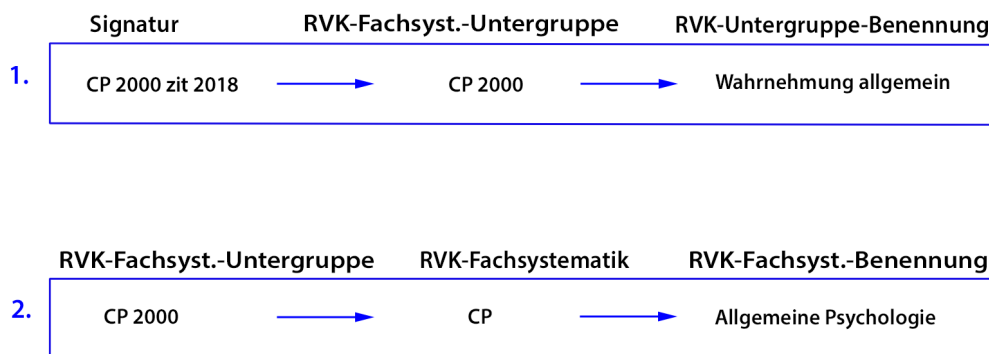 Signatur RVK-Fachsyst.-Untergruppe RVK-Untergruppe-Benennung
1. CP 2000 zit 2018 CP 2000 Wahrnehmung allgemein
RVK-Fachsyst.-Untergruppe RVK-Fachsystematik RVK-Fachsyst.-Benennung
2. CP 2000 CP Allgemeine Psychologie